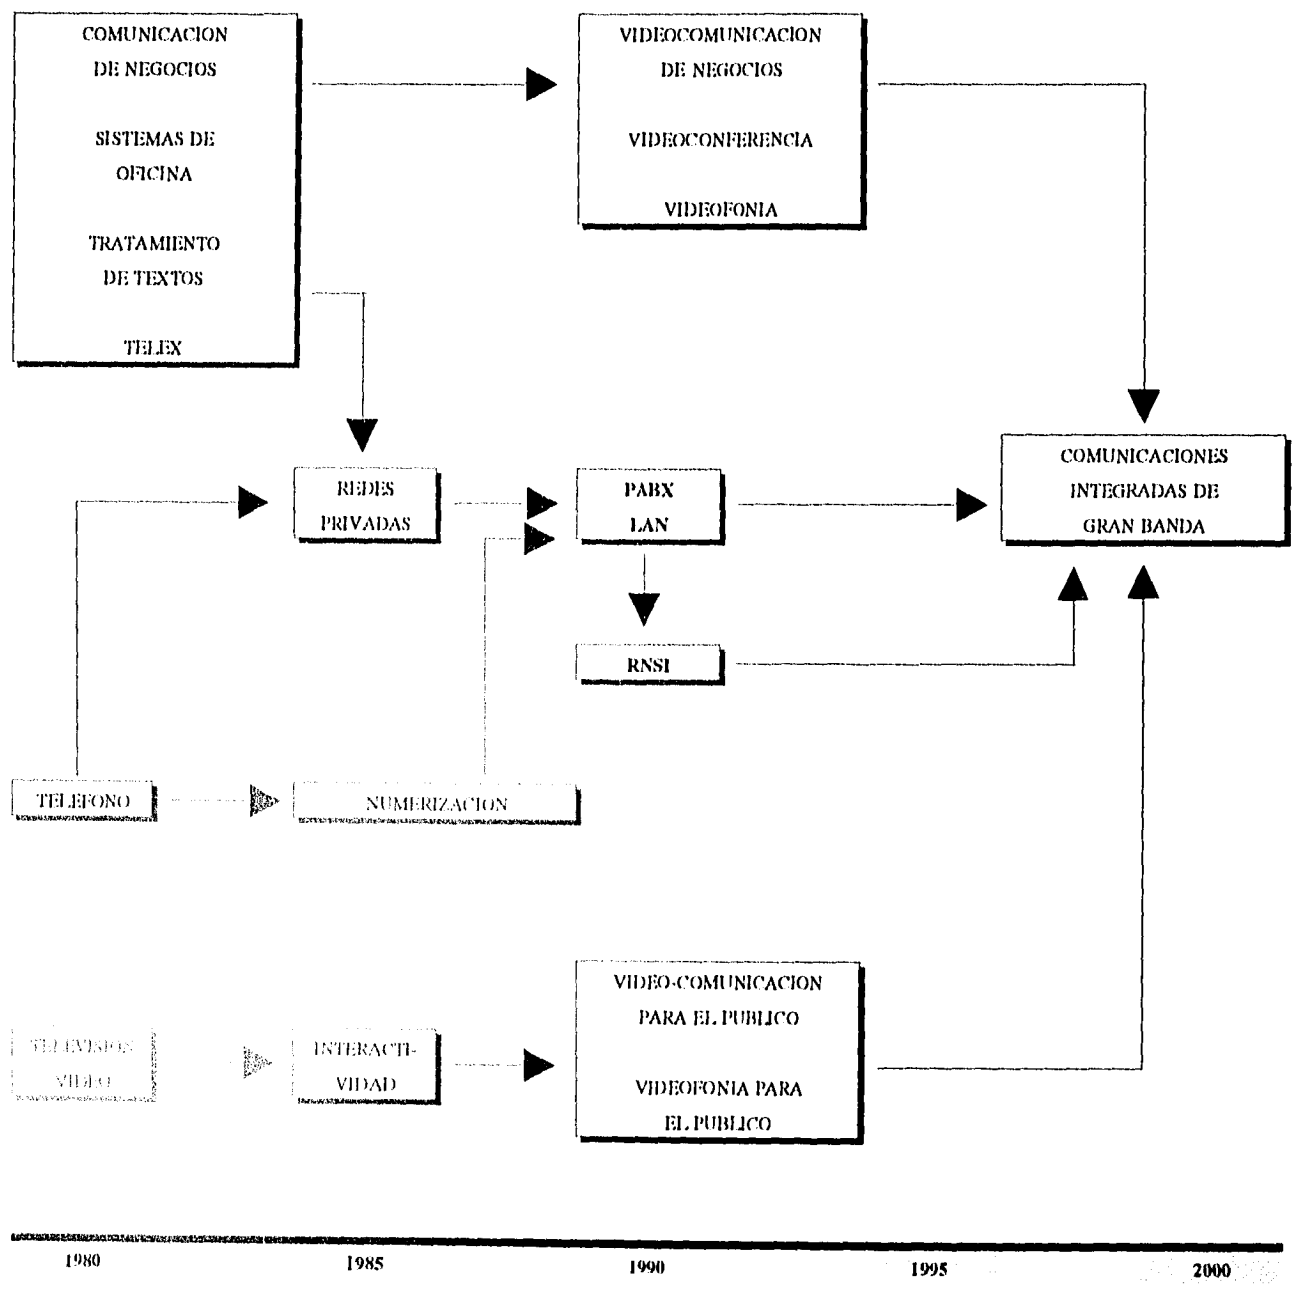 COMUNICACION
DE NEGOCIOS
SISTEMAS DE
OFICINA
TRATAMIENTO
DE TEXTOS
TELEX
VIDEOCOMUNICACION
DE NEGOCIOS
VIDEOCONFERENCIA
VIDEOFONIA
REDES
PRIVADAS
PABX
LAN
COMUNICACIONES
INTEGRADAS DE
GRAN BANDA
RNSI
TELEFONO
NUMERIZACION
TELEVISION
VIDEO
INTERACTI-
VIDAD
VIDEO-COMUNICACION
PARA EL PUBLICO
VIDEOFONIA PARA
EL PUBLICO
1980
1985
1990
1995
2000